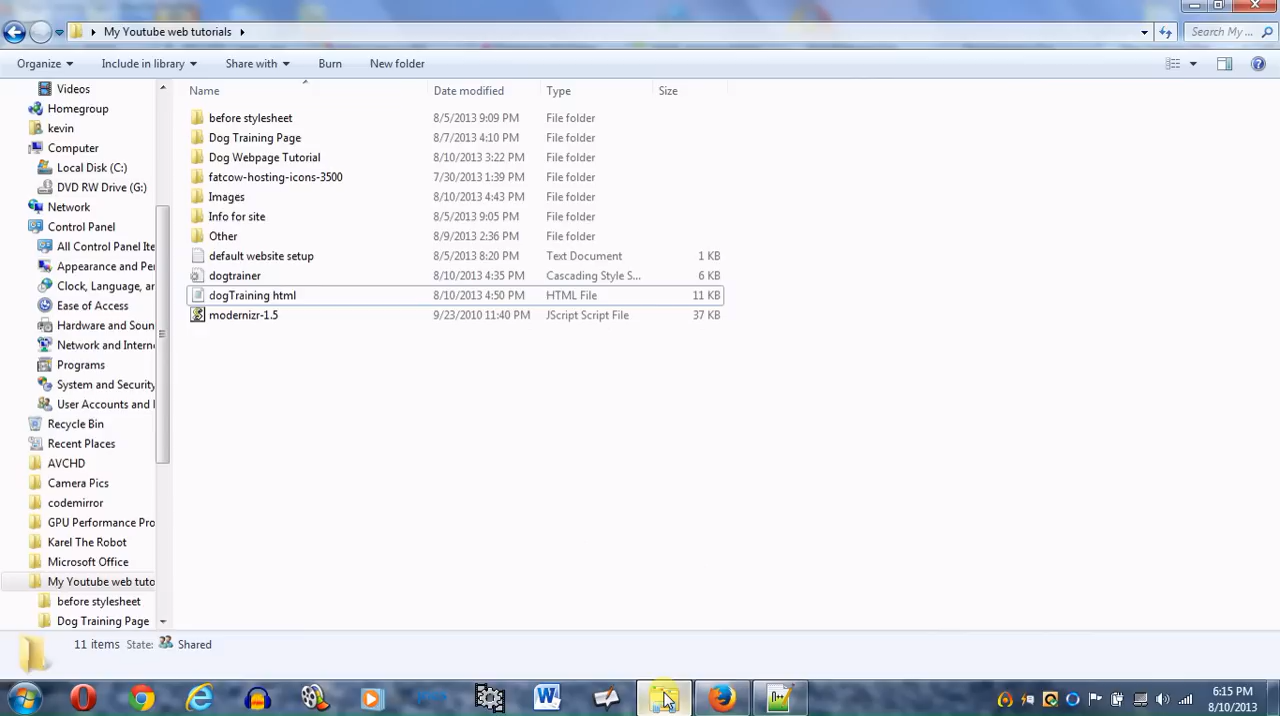 My Youtube web tutorials
Search My ...
Organize
Include in library
Share with
Burn
New folder
Videos
Homegroup
kevin
Computer
Local Disk (C:)
DVD RW Drive (G:)
Network
Control Panel
All Control Panel Ite
Appearance and Pe
Clock, Language, a
Ease of Access
Hardware and Soun
Network and Intern
Programs
System and Security
User Accounts and
Recycle Bin
Recent Places
AVCHD
Camera Pics
codemirror
GPU Performance Pro
Karel The Robot
Microsoft Office
My Youtube web tuto
before stylesheet
Dog Training Page
Name Date modified Type Size
before stylesheet 8/5/2013 9:09 PM File folder
Dog Training Page 8/7/2013 4:10 PM File folder
Dog Webpage Tutorial 8/10/2013 3:22 PM File folder
fatcow-hosting-icons-3500 7/30/2013 1:39 PM File folder
Images 8/10/2013 4:43 PM File folder
Info for site 8/5/2013 9:05 PM File folder
Other 8/9/2013 2:36 PM File folder
default website setup 8/5/2013 8:20 PM Text Document 1 KB
dogtrainer 8/10/2013 4:35 PM Cascading Style S... 6 KB
dogTraining html 8/10/2013 4:50 PM HTML File 11 KB
modernizr-1.5 9/23/2010 11:40 PM JScript Script File 37 KB
11 items State: Shared
6:15 PM
8/10/2013